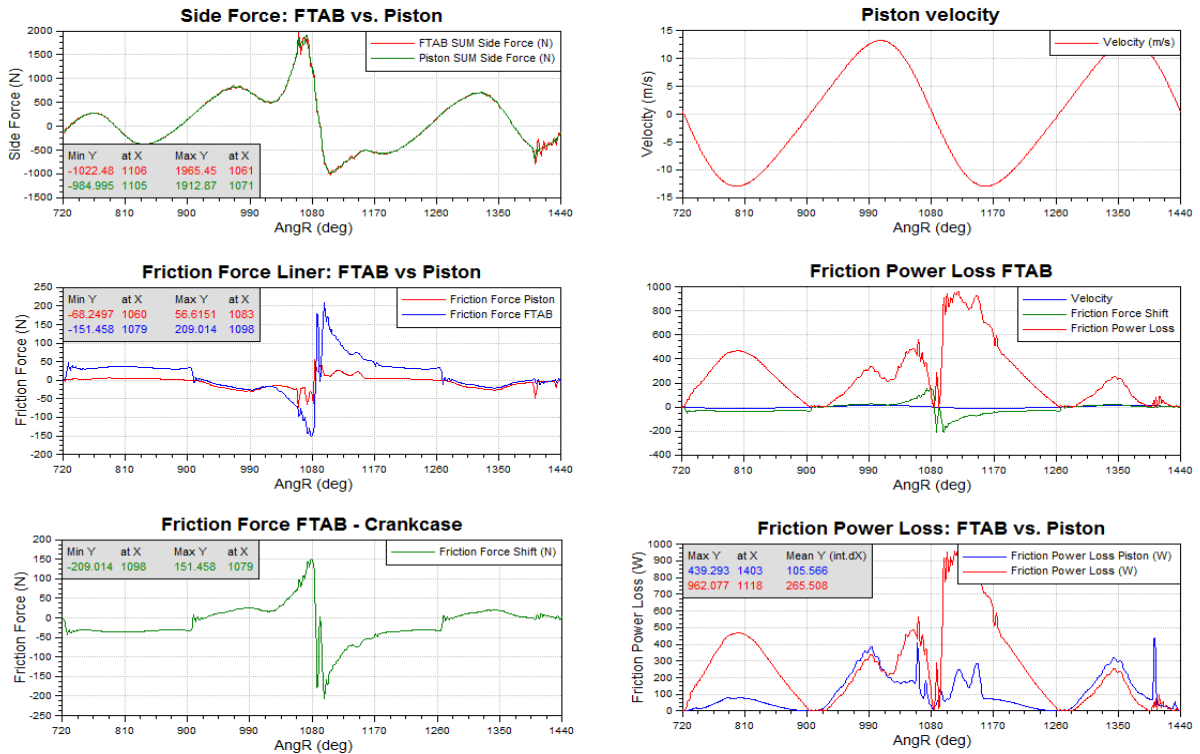 Side Force: FTAB vs. Piston
Side Force (N)
2000
1500
1000
500
0
-500
-1000
-1500
FTAB SUM Side Force (N)
Piston SUM Side Force (N)
Min Y at X Max Y at X
-1022.48 1106 1965.45 1061
-984.995 1105 1912.87 1071
720 810 900 990 1080 1170 1260 1350 1440
AngR (deg)
Piston velocity
Velocity (m/s)
15
10
5
0
-5
-10
-15
Velocity (m/s)
720 810 900 990 1080 1170 1260 1350 1440
AngR (deg)
Friction Force Liner: FTAB vs Piston
Friction Force (N)
250
200
150
100
50
0
-50
-100
-150
-200
Min Y at X Max Y at X
-68.2497 1060 56.6151 1083
-151.458 1079 209.014 1098
Friction Force Piston
Friction Force FTAB
720 810 900 990 1080 1170 1260 1350 1440
AngR (deg)
Friction Power Loss FTAB
1000
800
600
400
200
0
-200
-400
Velocity
Friction Force Shift
Friction Power Loss
720 810 900 990 1080 1170 1260 1350 1440
AngR (deg)
Friction Force FTAB - Crankcase
Friction Force (N)
200
150
100
50
0
-50
-100
-150
-200
-250
Min Y at X Max Y at X
-209.014 1098 151.458 1079
Friction Force Shift (N)
720 810 900 990 1080 1170 1260 1350 1440
AngR (deg)
Friction Power Loss: FTAB vs. Piston
Friction Power Loss (W)
1000
900
800
700
600
500
400
300
200
100
0
Max Y at X Mean Y (int.dX)
439.293 1403 105.566
962.077 1118 265.508
Friction Power Loss Piston (W)
Friction Power Loss (W)
720 810 900 990 1080 1170 1260 1350 1440
AngR (deg)